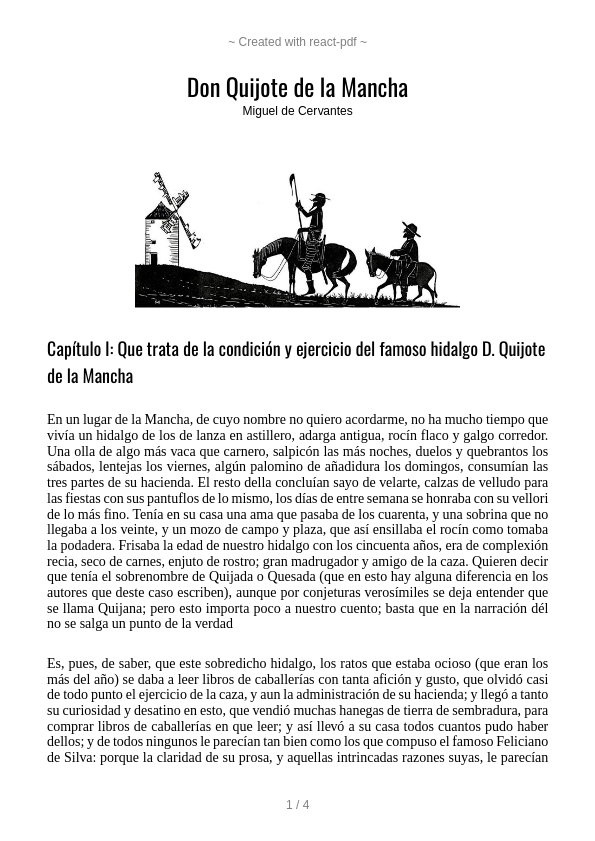 ~ Created with react-pdf ~
Don Quijote de la Mancha
Miguel de Cervantes
Capítulo I: Que trata de la condición y ejercicio del famoso hidalgo D. Quijote
de la Mancha
En un lugar de la Mancha, de cuyo nombre no quiero acordarme, no ha mucho tiempo que
vivía un hidalgo de los de lanza en astillero, adarga antigua, rocín flaco y galgo corredor.
Una olla de algo más vaca que carnero, salpicón las más noches, duelos y quebrantos los
sábados, lentejas los viernes, algún palomino de añadidura los domingos, consumían las
tres partes de su hacienda. El resto della concluían sayo de velarte, calzas de velludo para
las fiestas con sus pantuflos de lo mismo, los días de entre semana se honraba con su vellori
de lo más fino. Tenía en su casa una ama que pasaba de los cuarenta, y una sobrina que no
llegaba a los veinte, y un mozo de campo y plaza, que así ensillaba el rocín como tomaba
la podadera. Frisaba la edad de nuestro hidalgo con los cincuenta años, era de complexión
recia, seco de carnes, enjuto de rostro; gran madrugador y amigo de la caza. Quieren decir
que tenía el sobrenombre de Quijada o Quesada (que en esto hay alguna diferencia en los
autores que deste caso escriben), aunque por conjeturas verosímiles se deja entender que
se llama Quijana; pero esto importa poco a nuestro cuento; basta que en la narración dél
no se salga un punto de la verdad
Es, pues, de saber, que este sobredicho hidalgo, los ratos que estaba ocioso (que eran los
más del año) se daba a leer libros de caballerías con tanta afición y gusto, que olvidó casi
de todo punto el ejercicio de la caza, y aun la administración de su hacienda; y llegó a tanto
su curiosidad y desatino en esto, que vendió muchas hanegas de tierra de sembradura, para
comprar libros de caballerías en que leer; y así llevó a su casa todos cuantos pudo haber
dellos; y de todos ningunos le parecían tan bien como los que compuso el famoso Feliciano
de Silva: porque la claridad de su prosa, y aquellas intrincadas razones suyas, le parecían
1 / 4